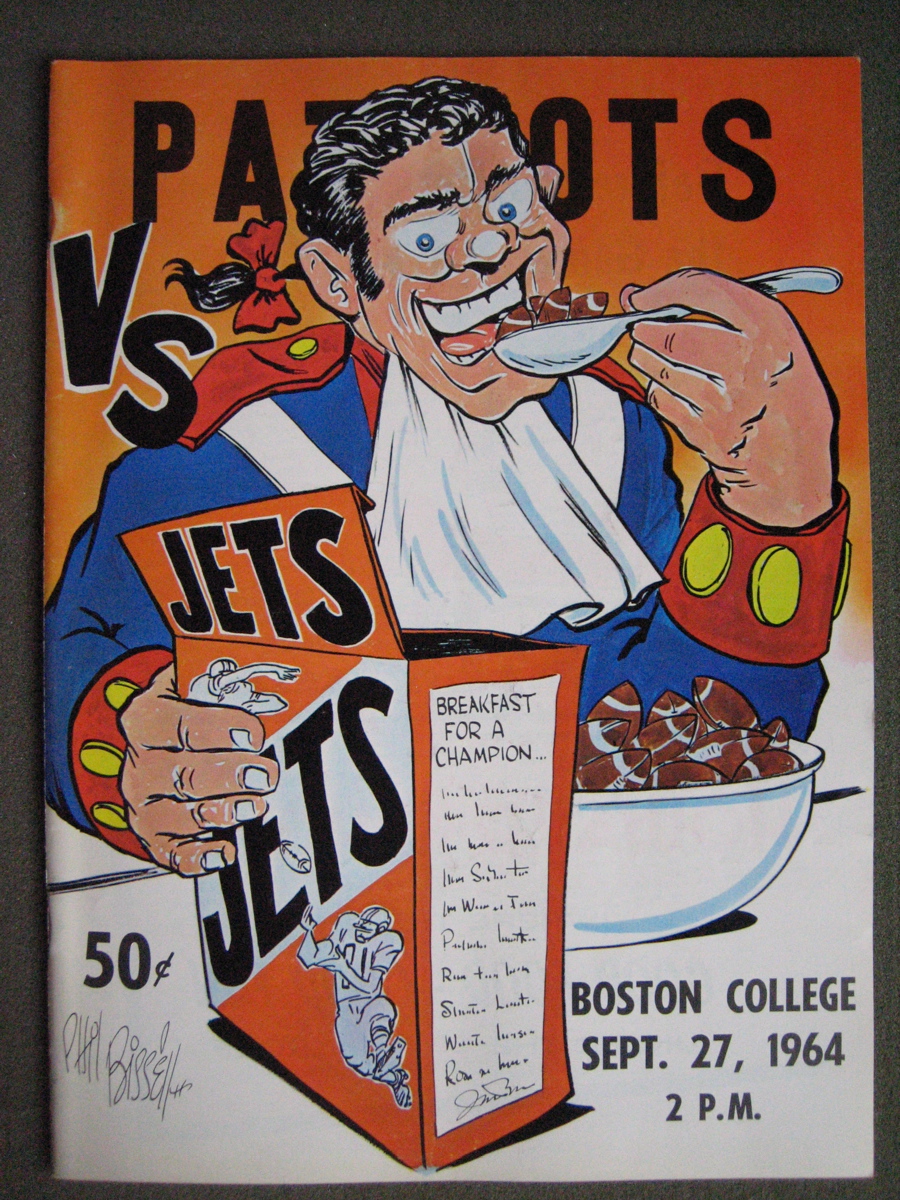 PATRIOTS
VS
JETS
JETS
BREAKFAST
FOR A
CHAMPION...
50¢
Phil
Bissell
BOSTON COLLEGE
SEPT. 27, 1964
2 P.M.